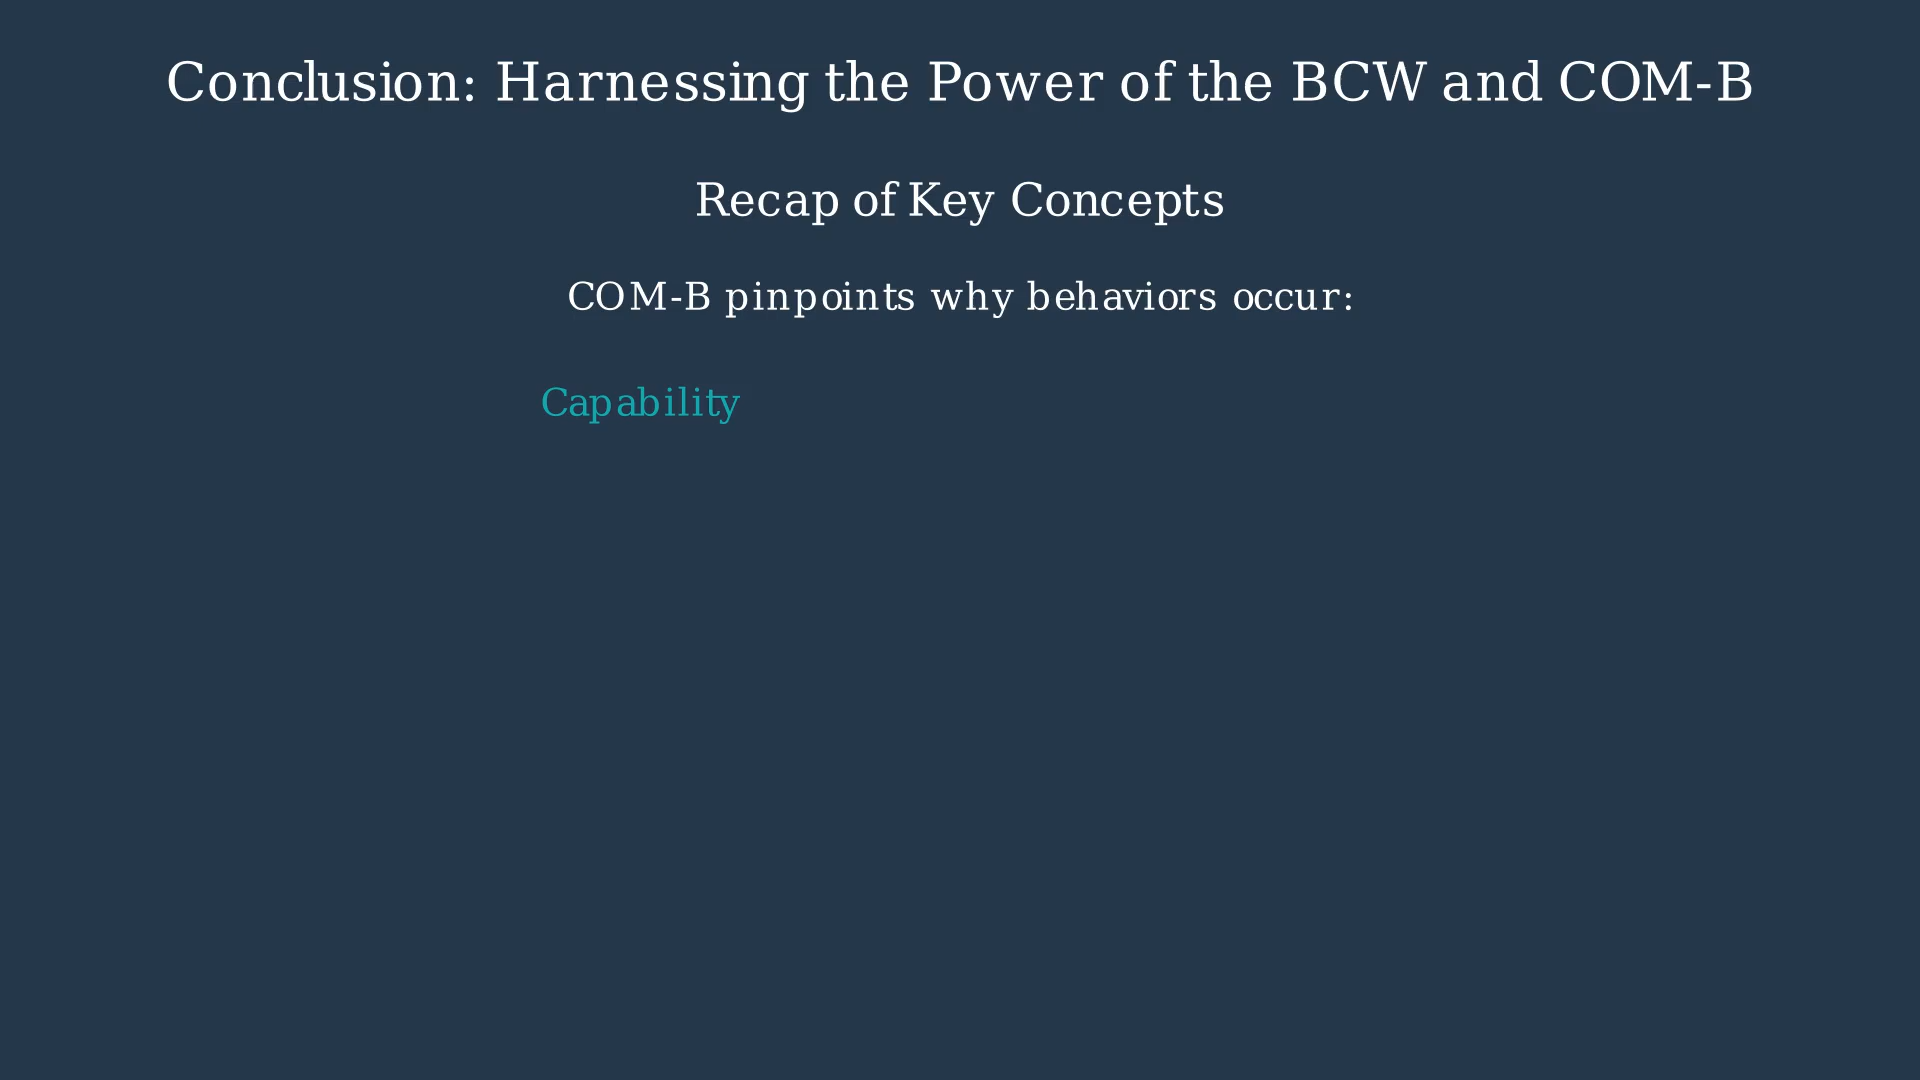 Conclusion: Harnessing the Power of the BCW and COM-B
Recap of Key Concepts
COM-B pinpoints why behaviors occur:
Capability